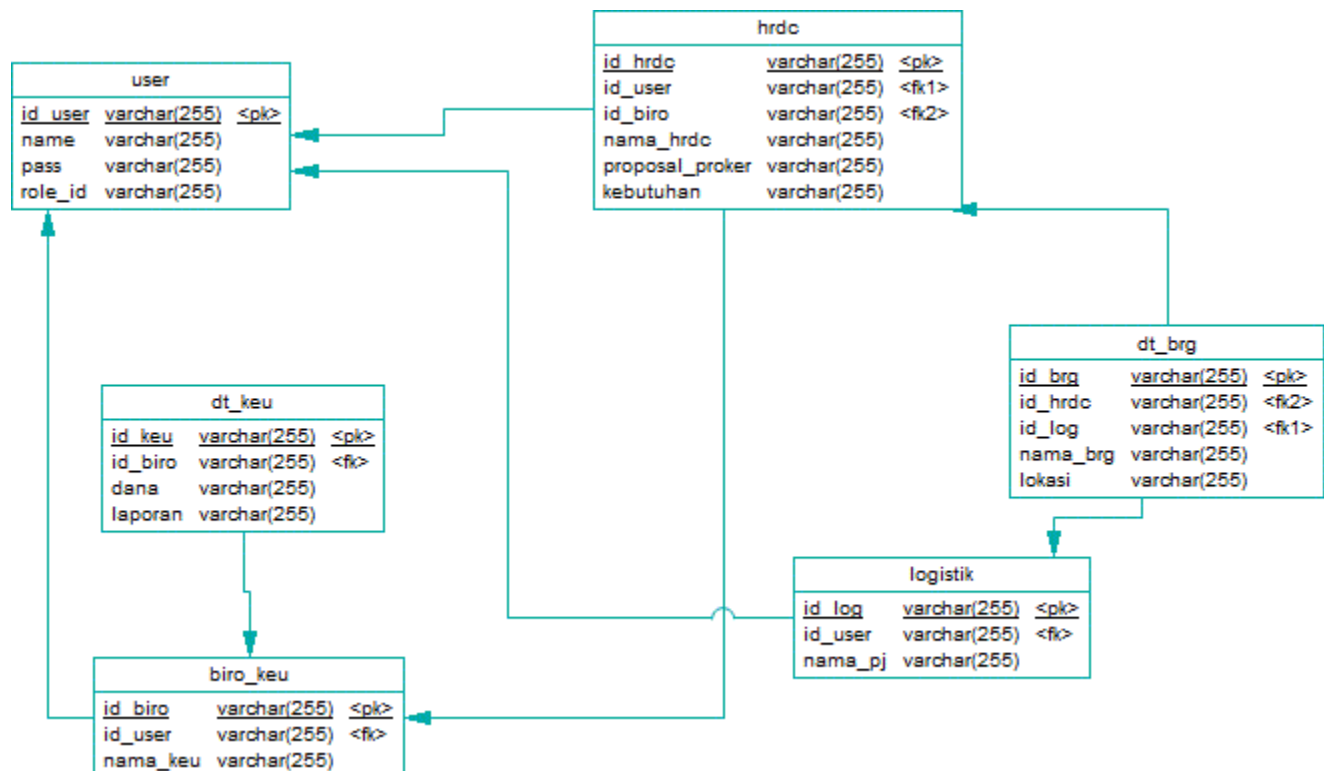 user
id_user varchar(255) <pk>
name varchar(255)
pass varchar(255)
role_id varchar(255)
hrdc
id_hrdc varchar(255) <pk>
id_user varchar(255) <fk1>
id_biro varchar(255) <fk2>
nama_hrdc varchar(255)
proposal_proker varchar(255)
kebutuhan varchar(255)
dt_brg
id_brg varchar(255) <pk>
id_hrdc varchar(255) <fk2>
id_log varchar(255) <fk1>
nama_brg varchar(255)
lokasi varchar(255)
dt_keu
id_keu varchar(255) <pk>
id_biro varchar(255) <fk>
dana varchar(255)
laporan varchar(255)
logistik
id_log varchar(255) <pk>
id_user varchar(255) <fk>
nama_pj varchar(255)
biro_keu
id_biro varchar(255) <pk>
id_user varchar(255) <fk>
nama_keu varchar(255)